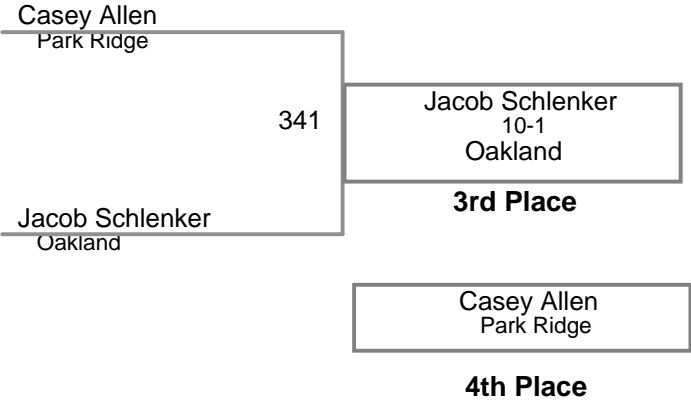 Casey Allen
Park Ridge
341
Jacob Schlenker
10-1
Oakland
3rd Place
Jacob Schlenker
Oakland
Casey Allen
Park Ridge
4th Place